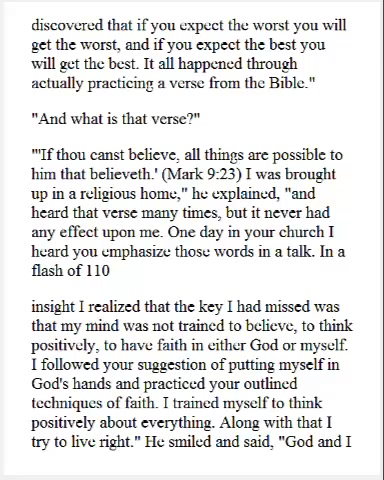 discovered that if you expect the worst you will
get the worst, and if you expect the best you
will get the best. It all happened through
actually practicing a verse from the Bible."
"And what is that verse?"
"'If thou canst believe, all things are possible to
him that believeth.' (Mark 9:23) I was brought
up in a religious home," he explained, "and
heard that verse many times, but it never had
any effect upon me. One day in your church I
heard you emphasize those words in a talk. In a
flash of 110
insight I realized that the key I had missed was
that my mind was not trained to believe, to think
positively, to have faith in either God or myself.
I followed your suggestion of putting myself in
God's hands and practiced your outlined
techniques of faith. I trained myself to think
positively about everything. Along with that I
try to live right." He smiled and said, "God and I